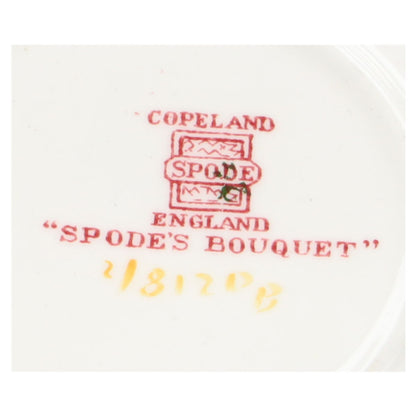 COPELAND
SPODE
ENGLAND
"SPODE'S BOUQUET"